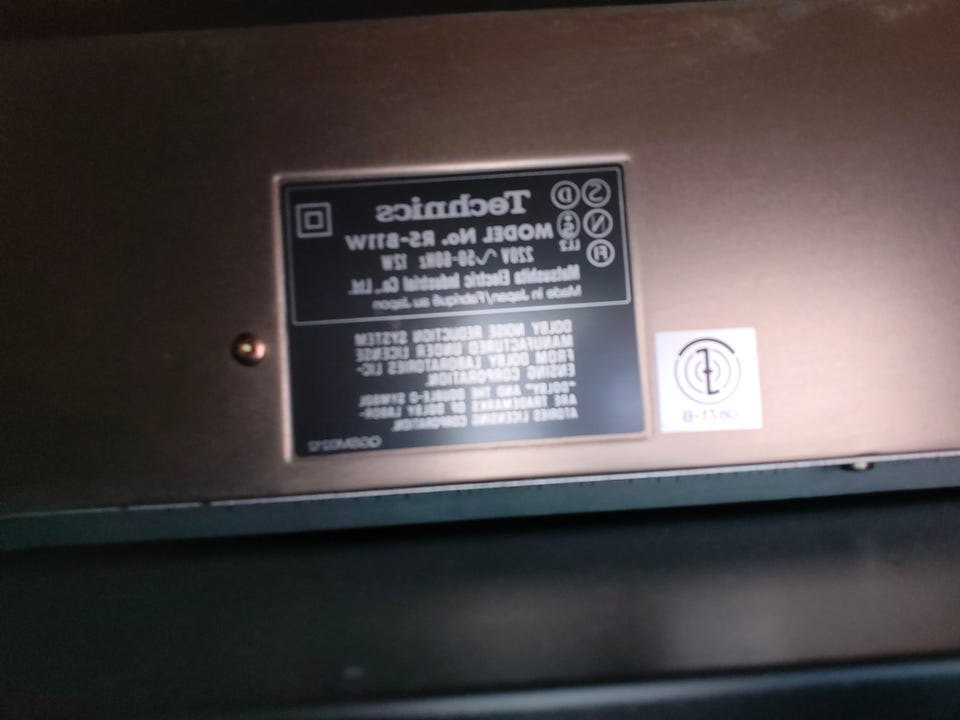 Technics
MODEL No. RS-B11W
220V ~ 50-60Hz 12W
Matsushita Electric Industrial Co., Ltd.
Made in Japan/Fabriqué au Japon
S D
N S
FI LL2
DOLBY NOISE REDUCTION SYSTEM
MANUFACTURED UNDER LICENSE
FROM DOLBY LABORATORIES LIC-
ENSING CORPORATION.
"DOLBY" AND THE DOUBLE-D SYMBOL
ARE TRADEMARKS OF DOLBY LABOR-
ATORIES LICENSING CORPORATION.